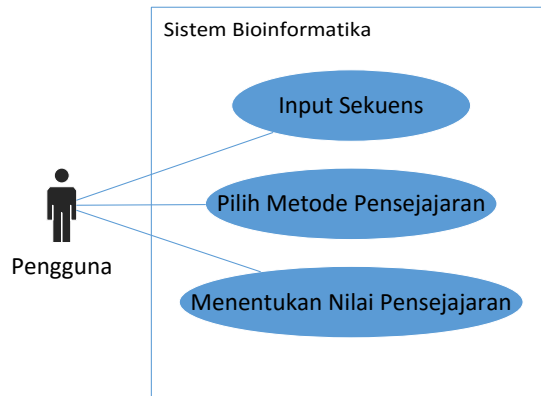 Sistem Bioinformatika
Input Sekuens
Pilih Metode Pensejajaran
Pengguna
Menentukan Nilai Pensejajaran